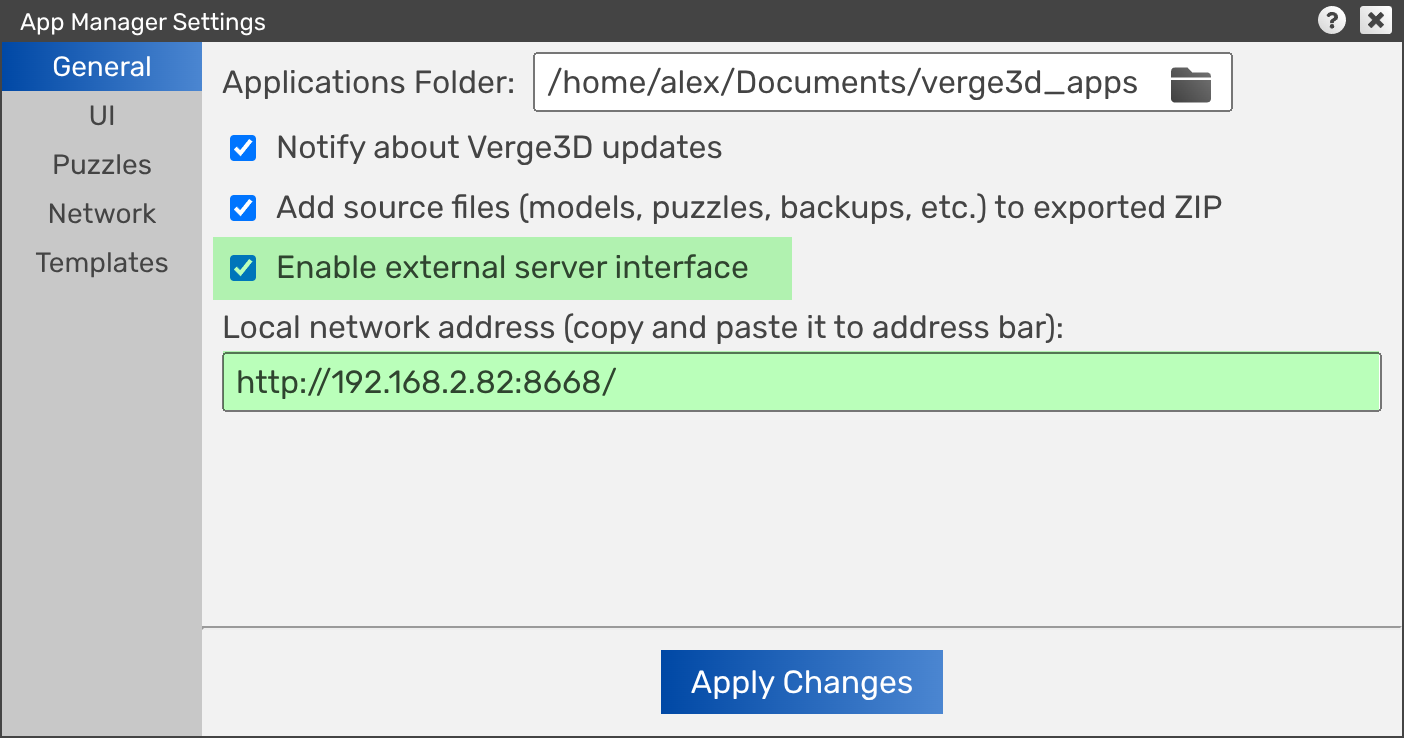 App Manager Settings
General
UI
Puzzles
Network
Templates
Applications Folder: /home/alex/Documents/verge3d_apps
Notify about Verge3D updates
Add source files (models, puzzles, backups, etc.) to exported ZIP
Enable external server interface
Local network address (copy and paste it to address bar):
http://192.168.2.82:8668/
Apply Changes